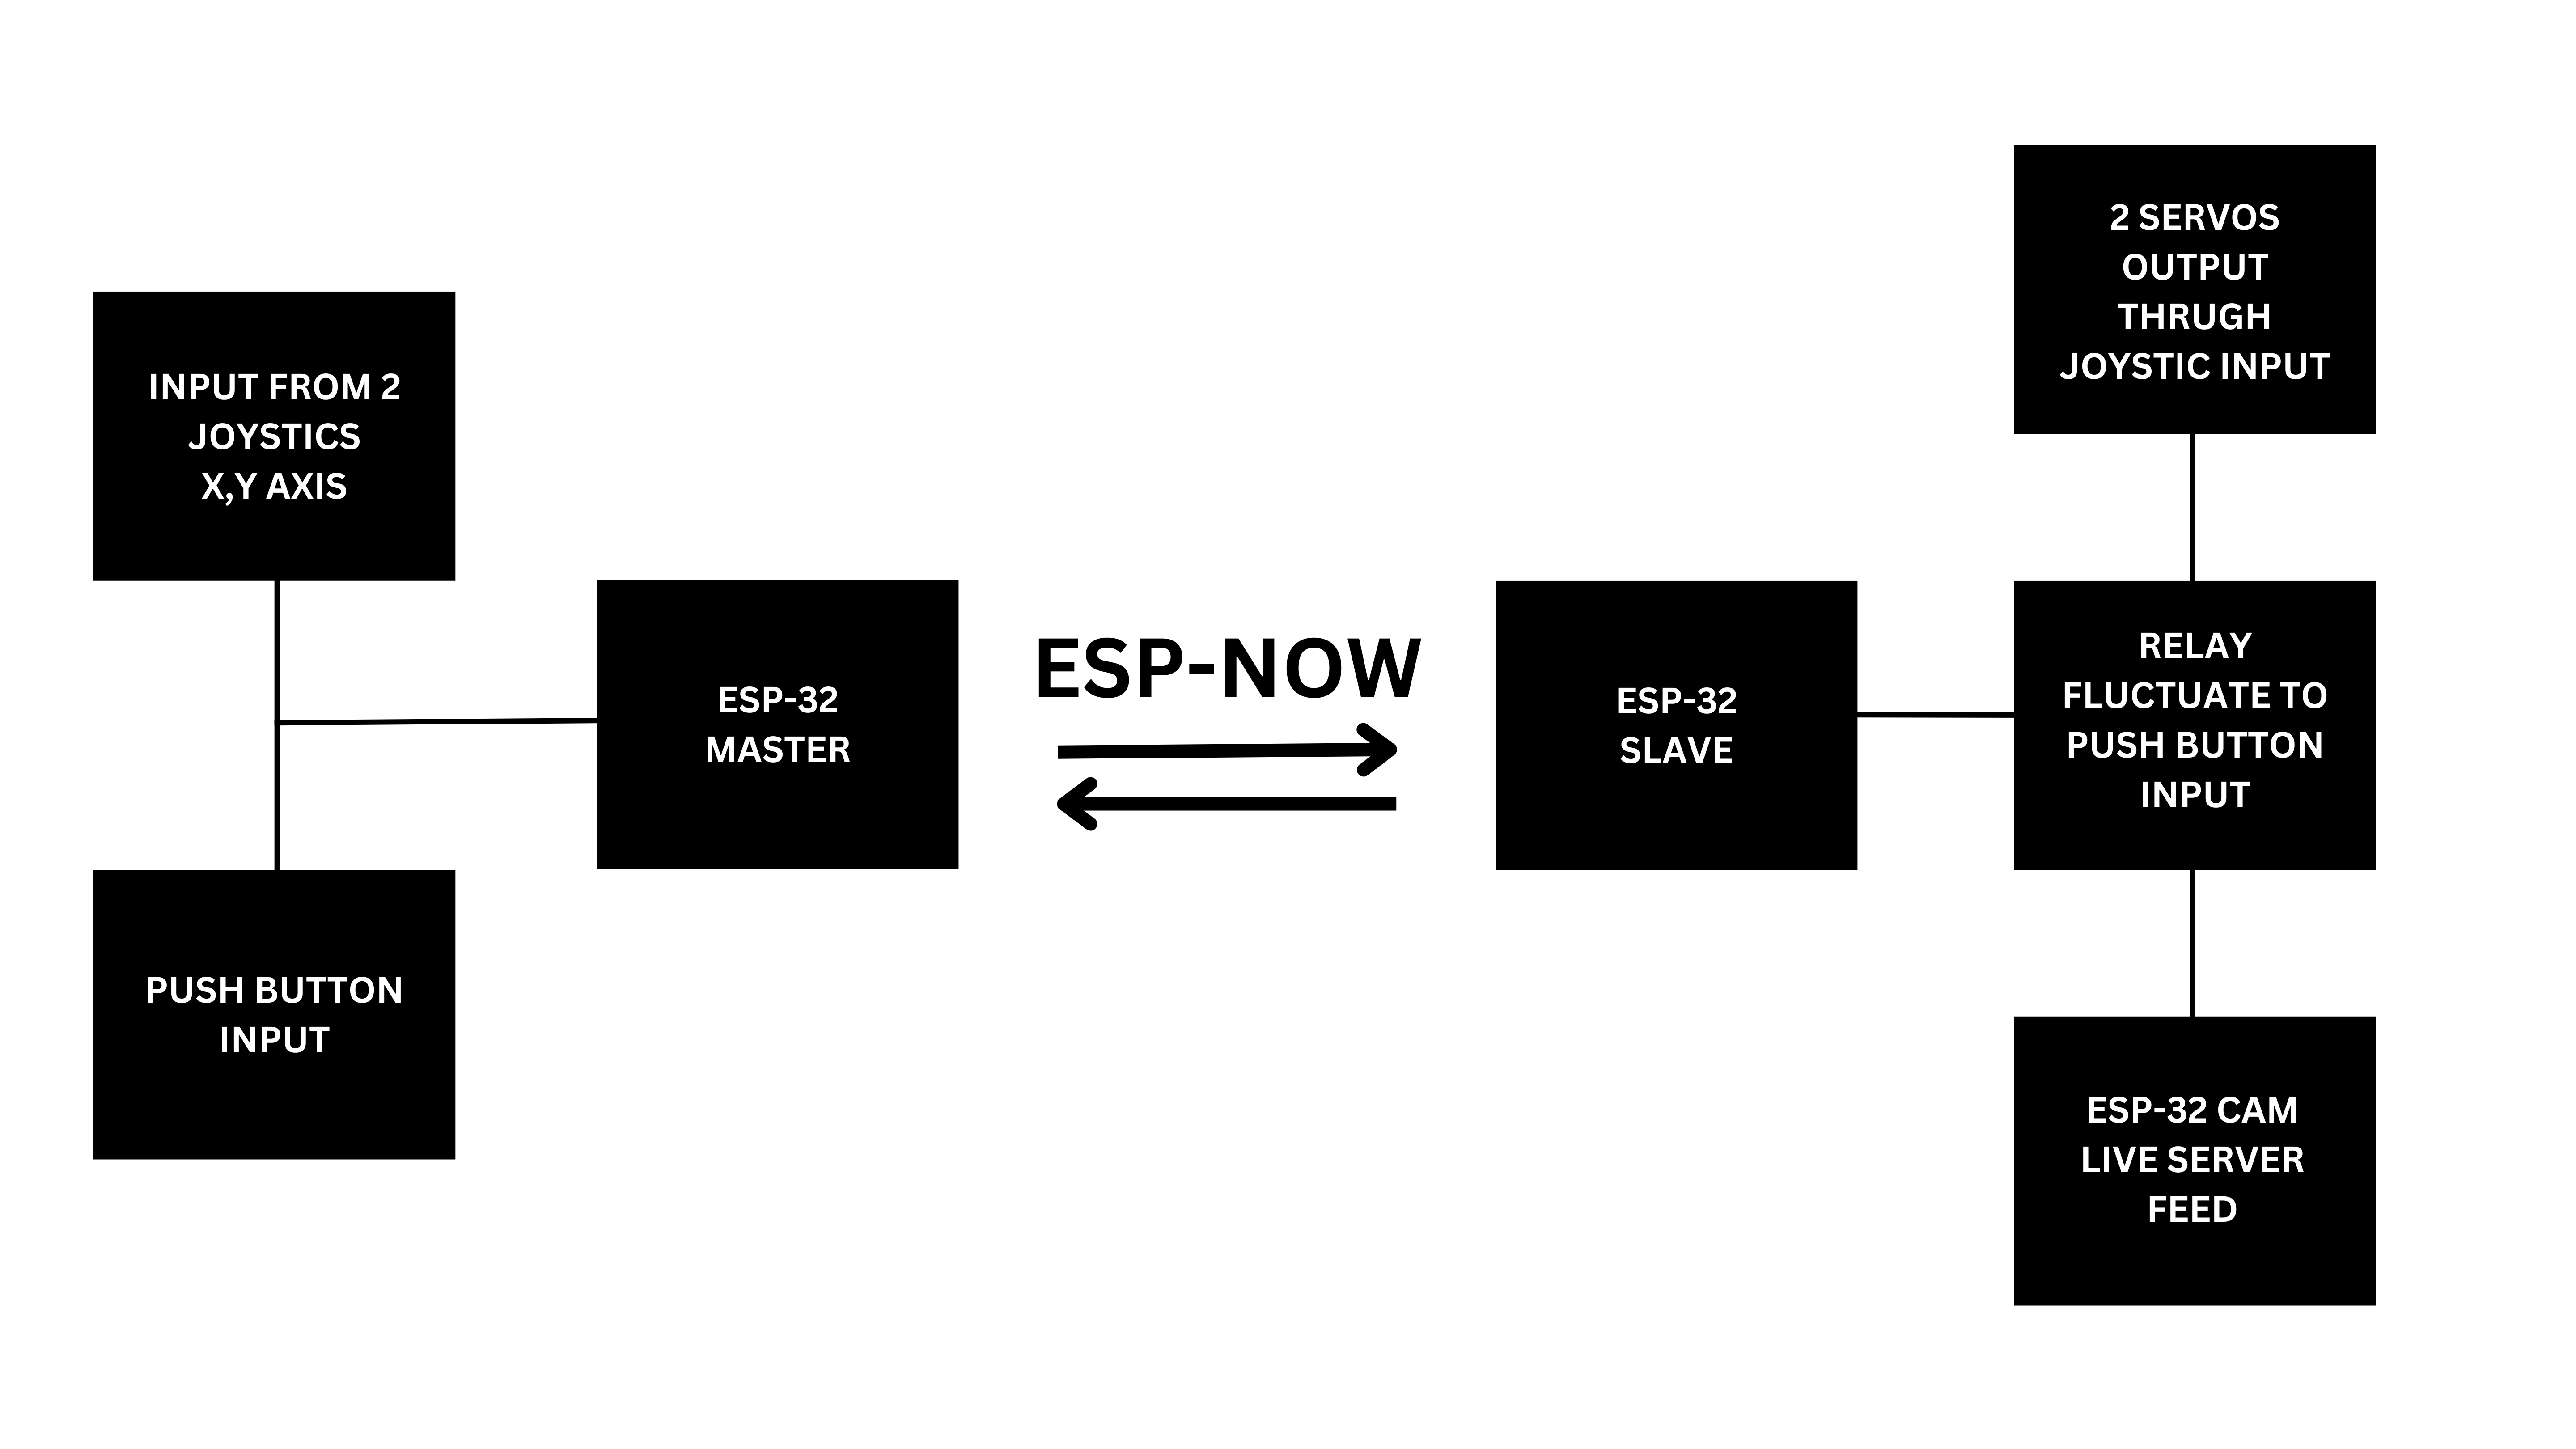 INPUT FROM 2
JOYSTICS
X,Y AXIS
PUSH BUTTON
INPUT
ESP-32
MASTER
ESP-NOW
ESP-32
SLAVE
2 SERVOS
OUTPUT
THRUGH
JOYSTIC INPUT
RELAY
FLUCTUATE TO
PUSH BUTTON
INPUT
ESP-32 CAM
LIVE SERVER
FEED